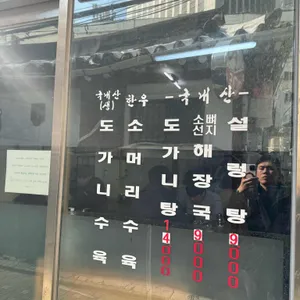 -국내산-
설렁탕 9000
뼈지 소선 해장국 9000
도가니탕 14000
국내산(생) 한우
소머리수육
도가니수육